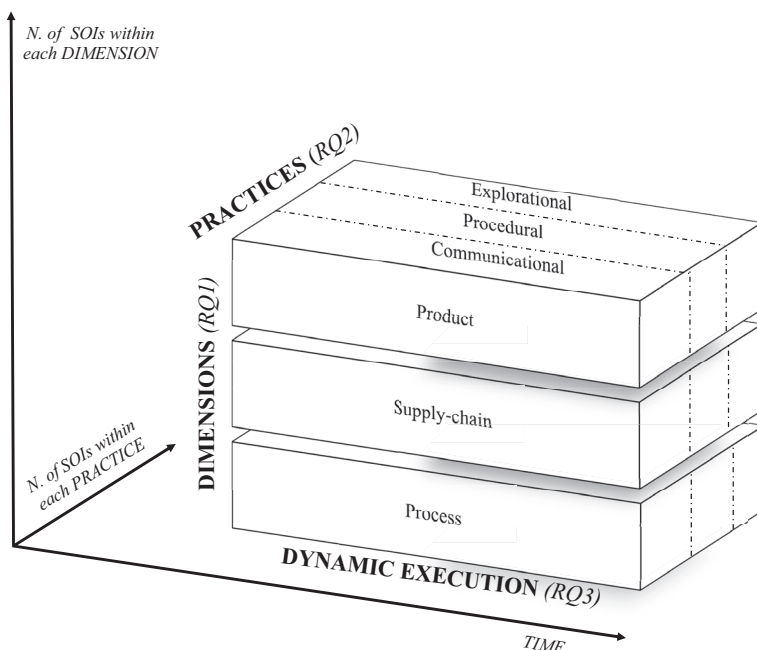 N. of SOIs within
each DIMENSION
PRACTICES (RQ2)
Explorational
Procedural
Communicational
Product
DIMENSIONS (RQ1)
Supply-chain
N. of SOIs within
each PRACTICE
Process
DYNAMIC EXECUTION (RQ3)
TIME